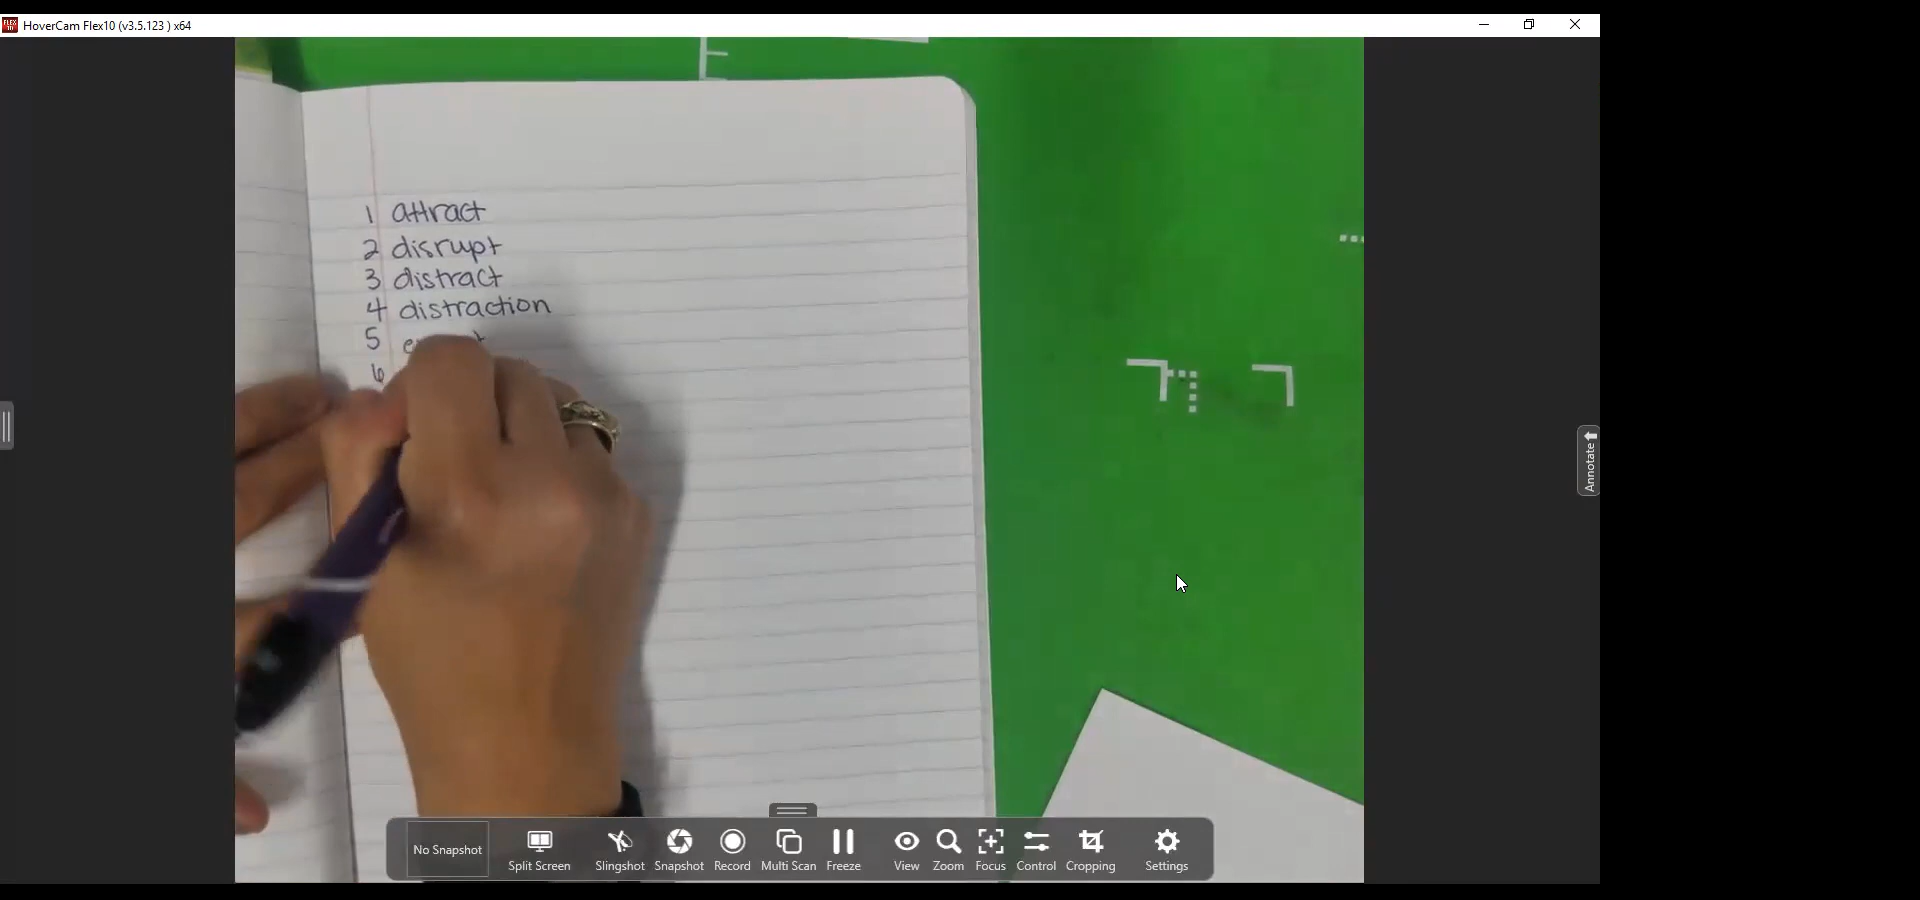 HoverCam Flex10 (v3.5.123 ) x64
1 attract
2 disrupt
3 distract
4 distraction
5
6
Annotate
No Snapshot
Split Screen
Slingshot
Snapshot
Record
Multi Scan
Freeze
View
Zoom
Focus
Control
Cropping
Settings